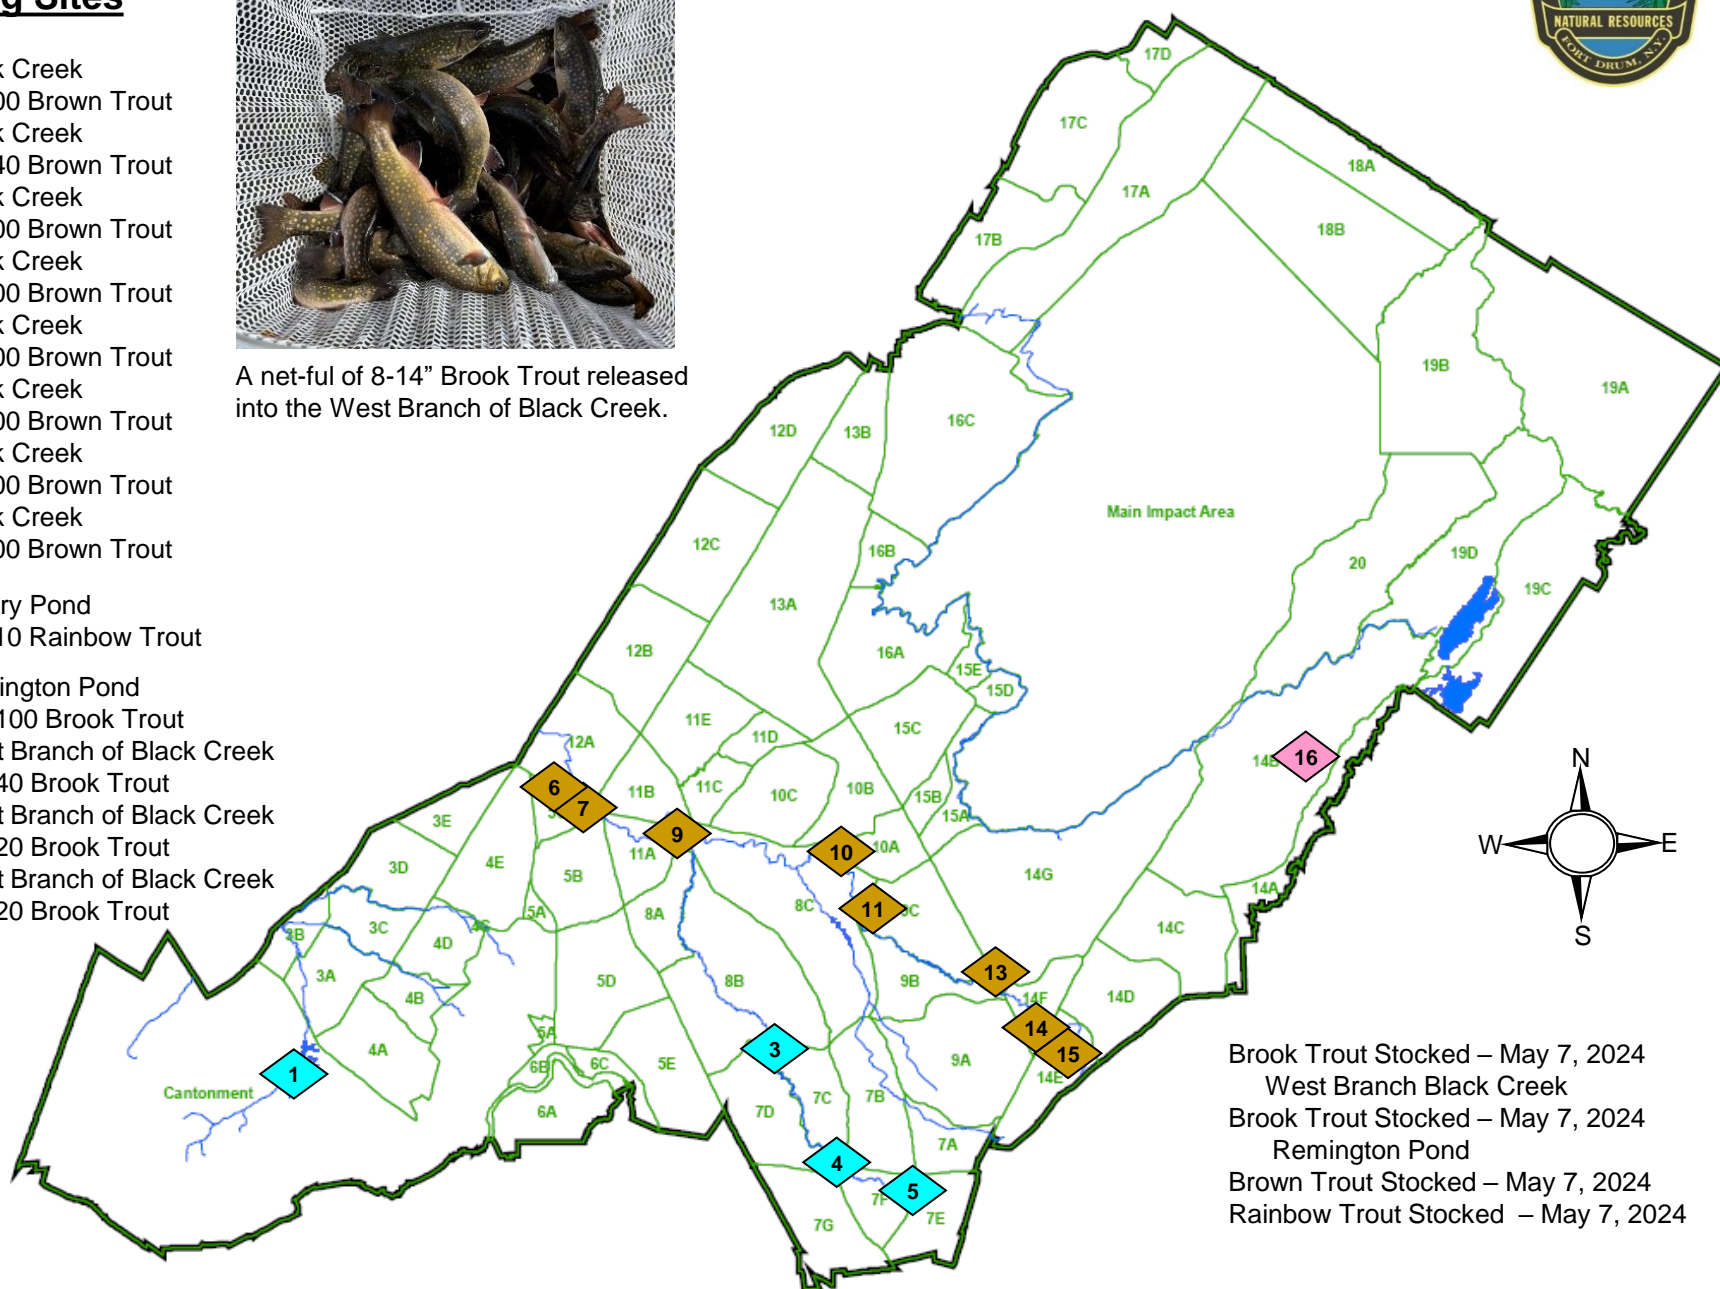 g Sites
k Creek
00 Brown Trout
k Creek
40 Brown Trout
k Creek
00 Brown Trout
k Creek
00 Brown Trout
k Creek
00 Brown Trout
k Creek
00 Brown Trout
k Creek
00 Brown Trout
k Creek
00 Brown Trout
ry Pond
10 Rainbow Trout
ington Pond
100 Brook Trout
t Branch of Black Creek
40 Brook Trout
t Branch of Black Creek
20 Brook Trout
t Branch of Black Creek
20 Brook Trout
A net-ful of 8-14” Brook Trout released
into the West Branch of Black Creek.
NATURAL RESOURCES
FORT DRUM, N.Y.
17D
17C
17A
18A
17B
18B
19B
19A
16C
12D
13B
Main Impact Area
12C
16B
20
19D
19C
13A
12B
16A
15E
15D
11E
15C
11D
12A
14B
16
6
7
11B
11C
10C
10B
15B
15A
3E
9
10
10A
4E
11A
3D
5B
14G
14A
8C
11
5A
8A
3C
14C
3B
4D
3A
5D
8B
9B
13
4B
14F
14D
14
5A
4A
3
15
9A
6B
6C
5E
14E
1
Cantonment
7D
7C
7B
6A
7A
4
5
7F
7G
7E
N
W
E
S
Brook Trout Stocked – May 7, 2024
West Branch Black Creek
Brook Trout Stocked – May 7, 2024
Remington Pond
Brown Trout Stocked – May 7, 2024
Rainbow Trout Stocked – May 7, 2024